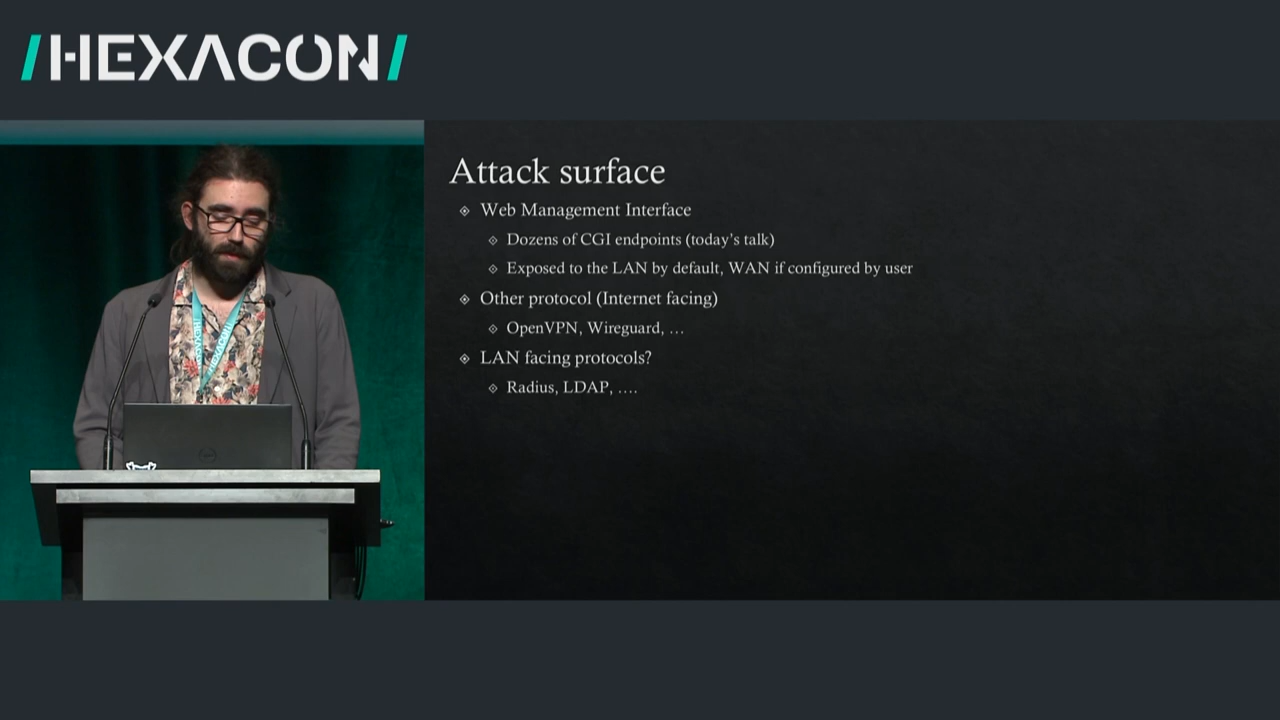 /HEXACON/
Attack surface
Web Management Interface
Dozens of CGI endpoints (today's talk)
Exposed to the LAN by default, WAN if configured by user
Other protocol (Internet facing)
OpenVPN, Wireguard, …
LAN facing protocols?
Radius, LDAP, ….
HEXACON